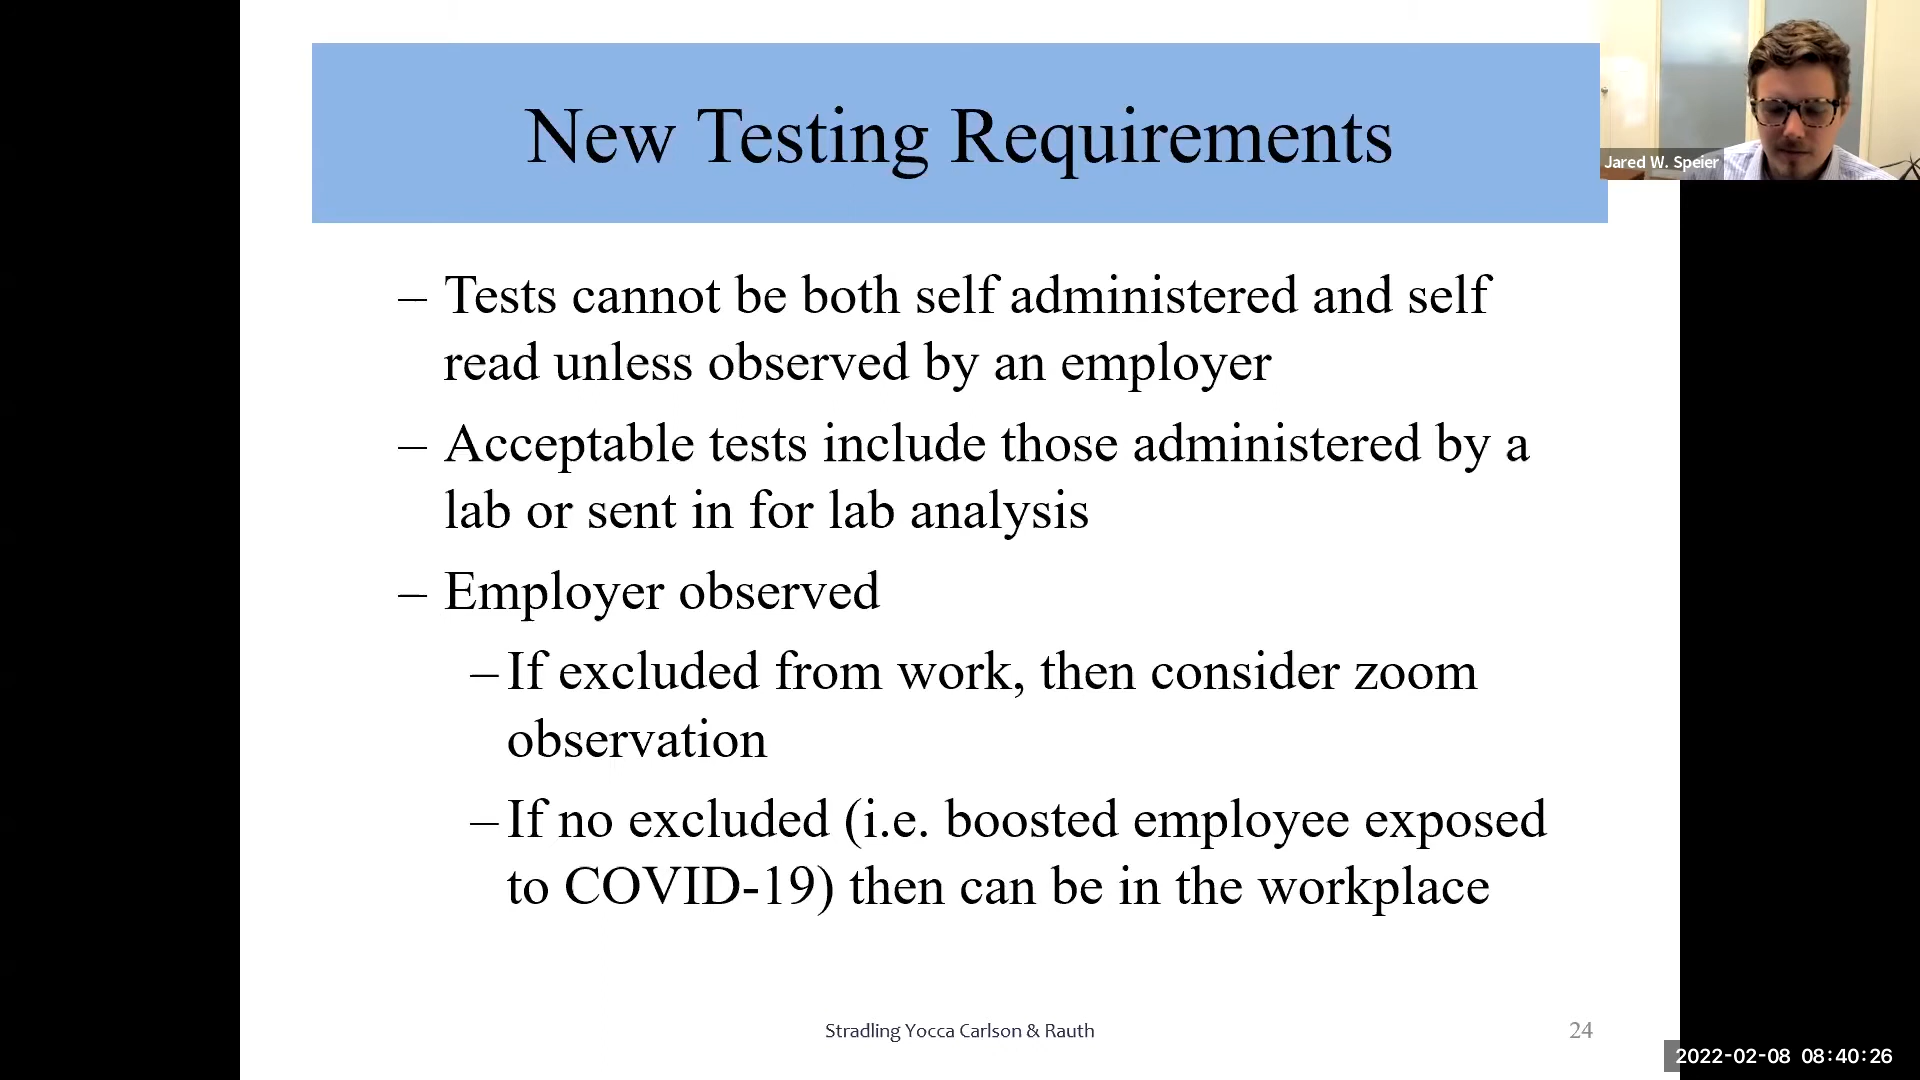 New Testing Requirements
Jared W. Speier
– Tests cannot be both self administered and self
read unless observed by an employer
– Acceptable tests include those administered by a
lab or sent in for lab analysis
– Employer observed
– If excluded from work, then consider zoom
observation
– If no excluded (i.e. boosted employee exposed
to COVID-19) then can be in the workplace
Stradling Yocca Carlson & Rauth
24
2022-02-08 08:40:26